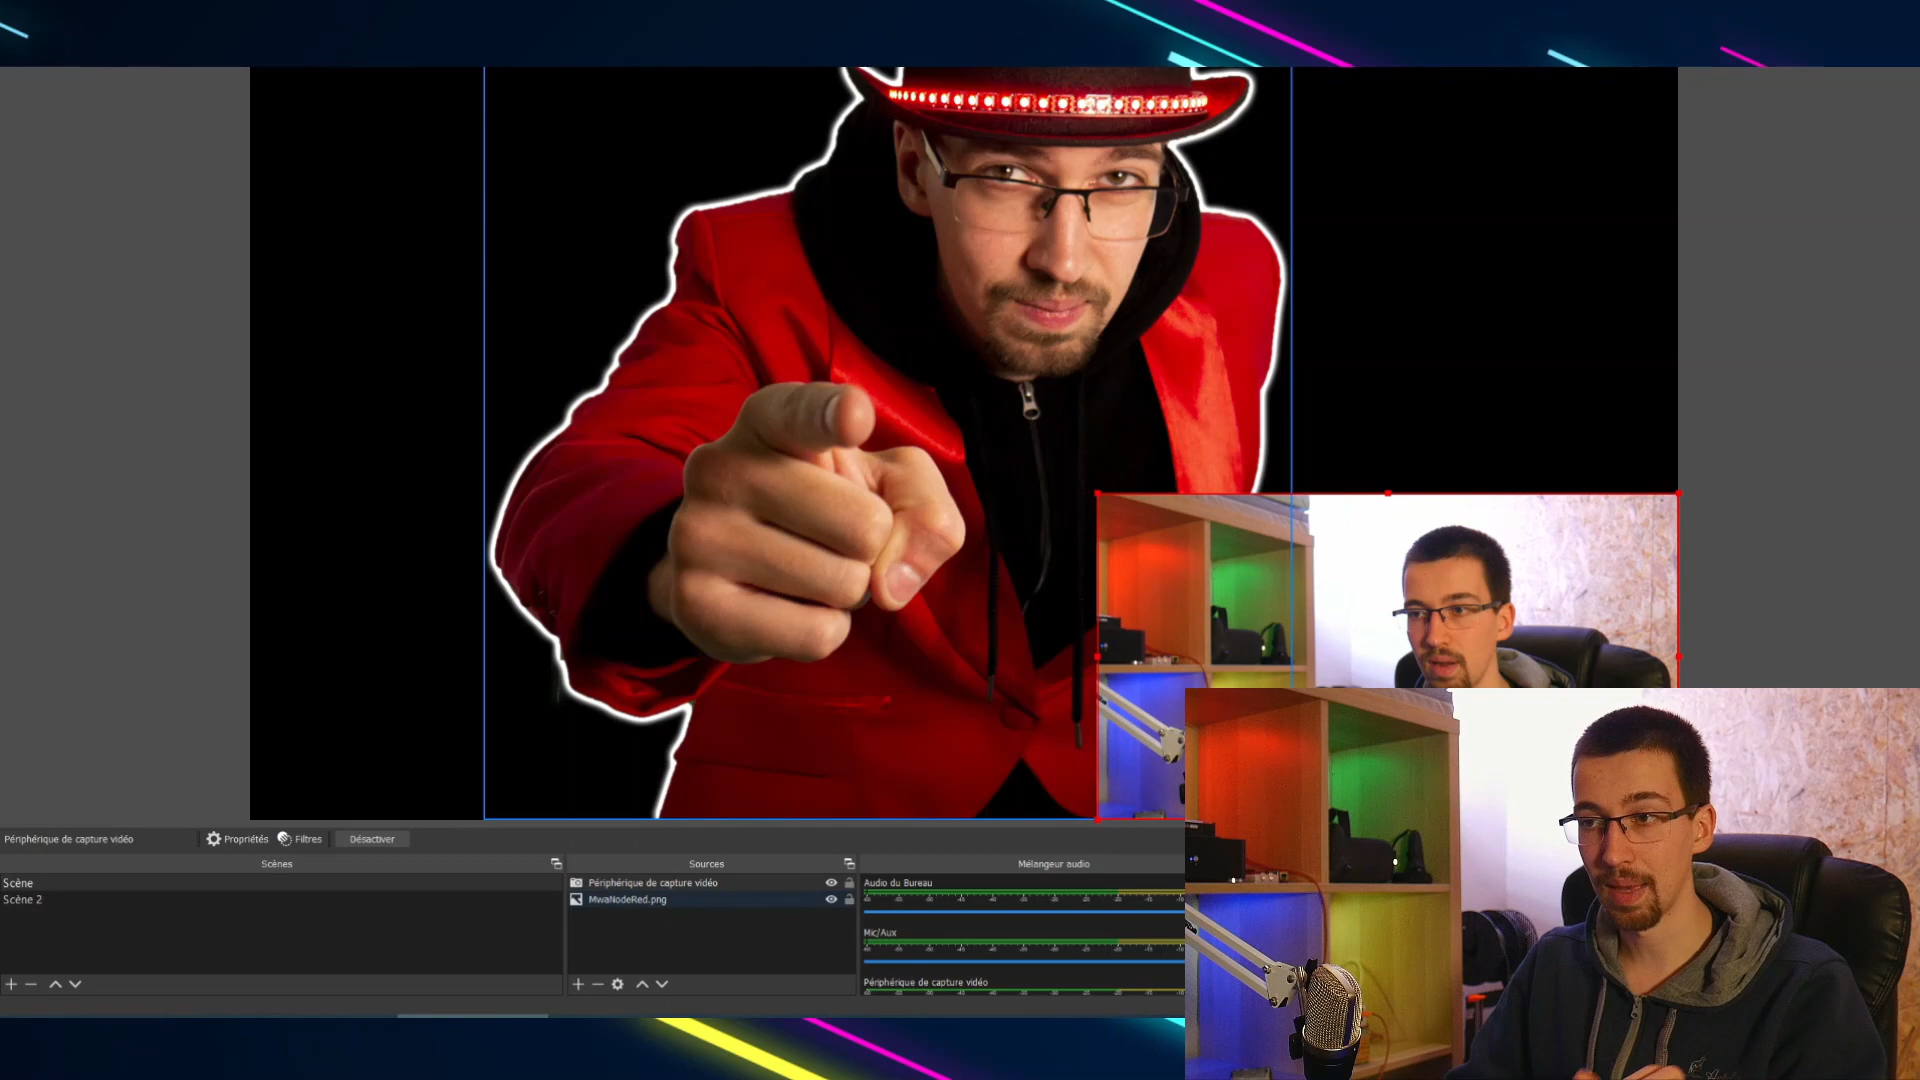 Périphérique de capture vidéo
Propriétés
Filtres
Désactiver
Scènes
Scène
Scène 2
Sources
Périphérique de capture vidéo
MwaNodeRed.png
Mélangeur audio
Audio du Bureau
Mic/Aux
Périphérique de capture vidéo